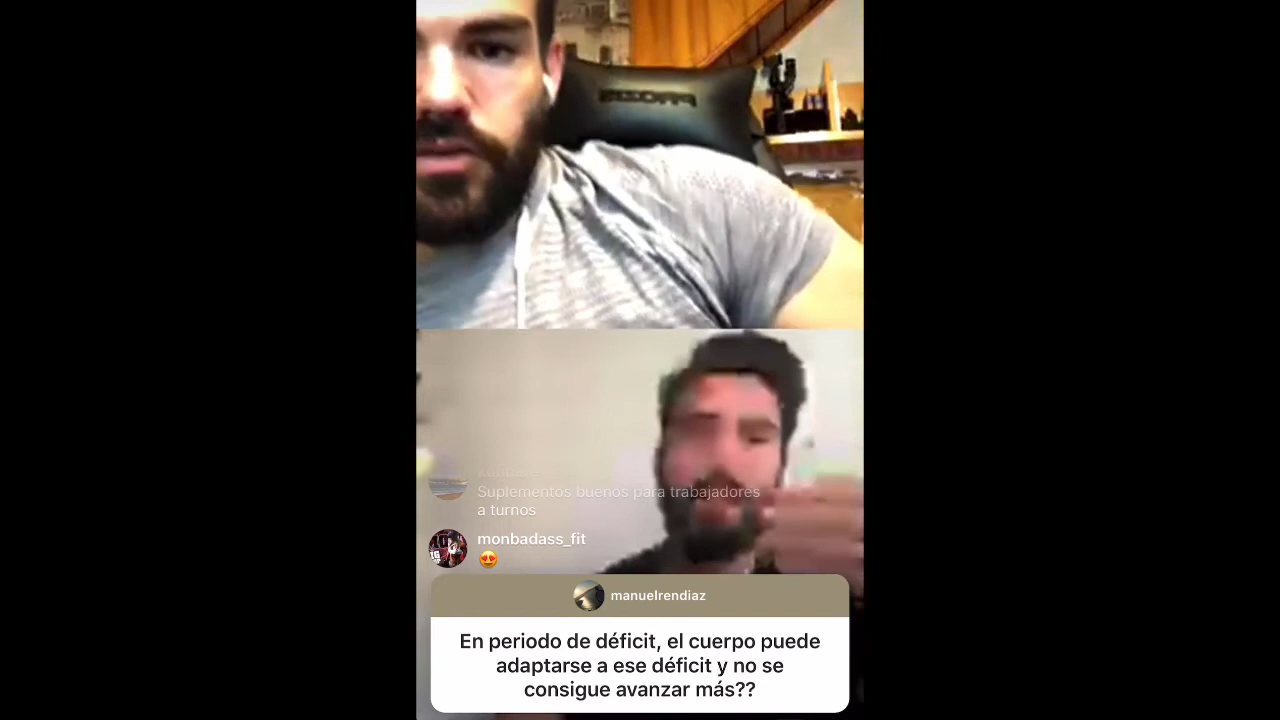 Suplementos buenos para trabajadores
a turnos
monbadass_fit
manuelrendiaz
En periodo de déficit, el cuerpo puede
adaptarse a ese déficit y no se
consigue avanzar más??